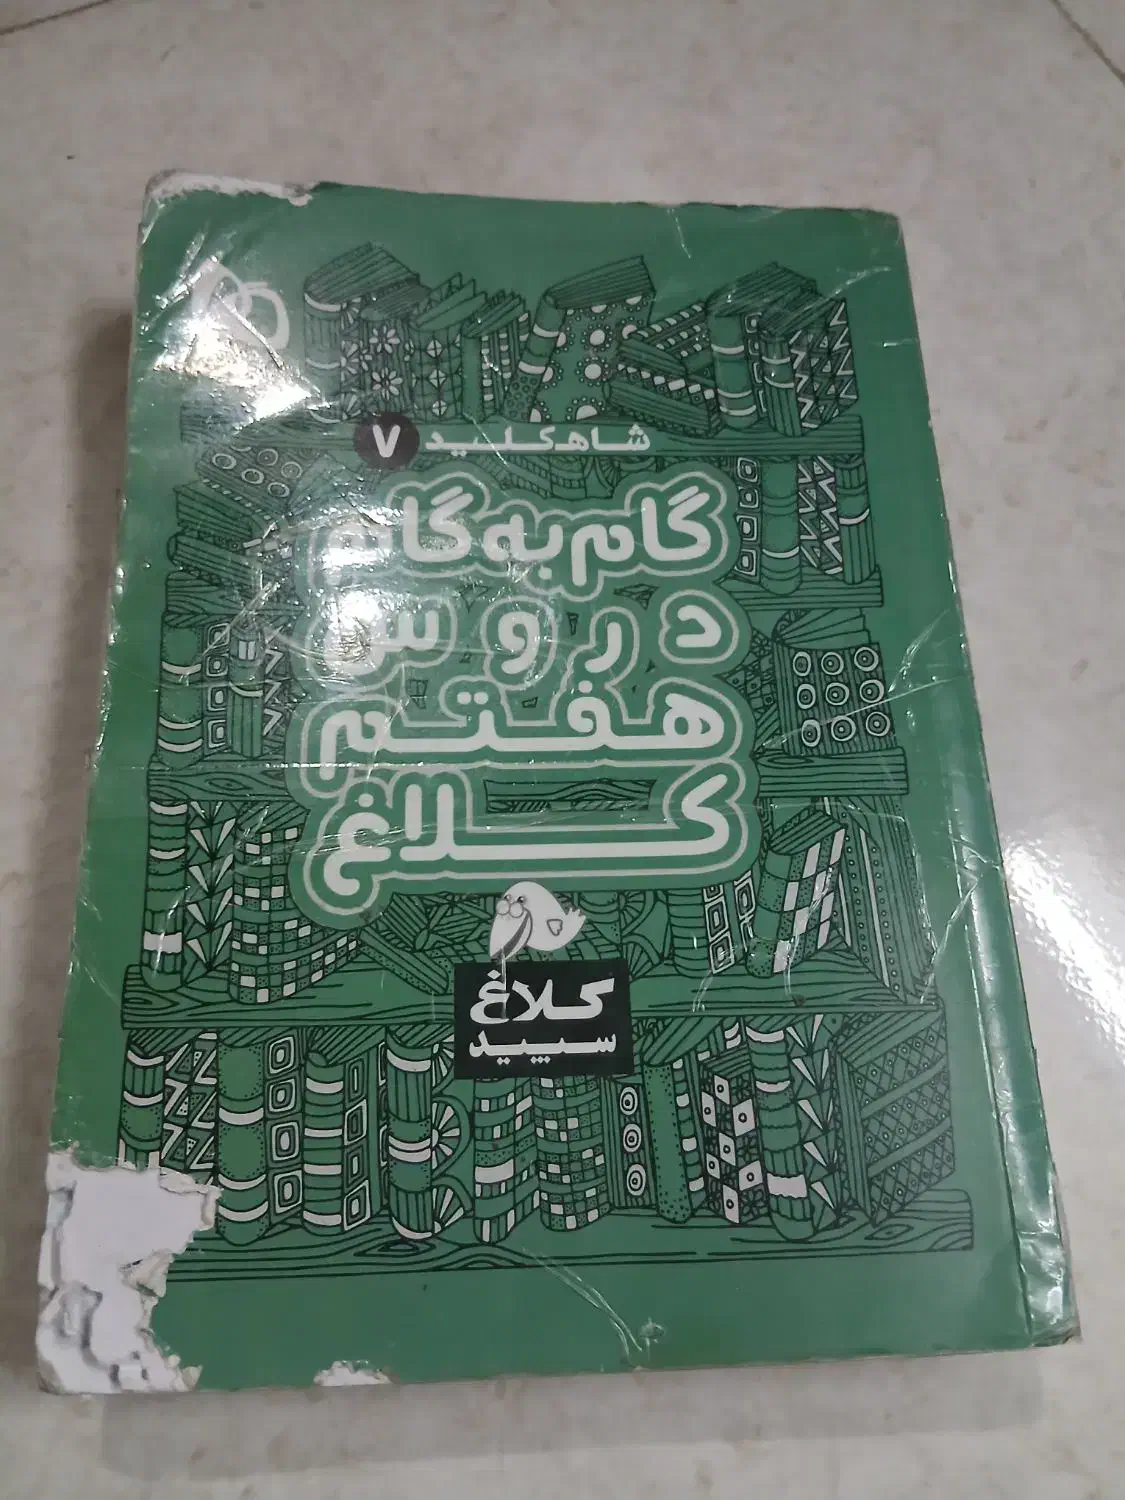 شاه‌کلید ۷
گام به گام
دروس
هفتم
کلاغ
کلاغ
سپید